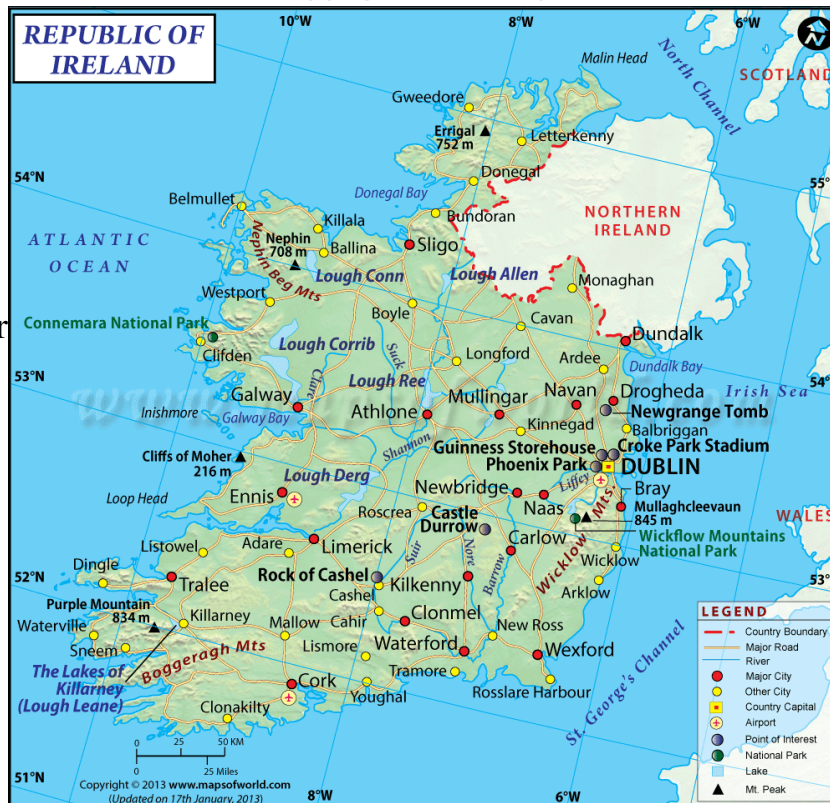 REPUBLIC OF
IRELAND
10°W
8°W
6°W
N
Malin Head
North Channel
SCOTLAND
Gweedore
Errigal
752 m
Letterkenny
54°N
55°
Donegal
Belmullet
Donegal Bay
Bundoran
NORTHERN
IRELAND
ATLANTIC
OCEAN
Killala
Nephin
708 m
Ballina
Sligo
Nephin Beg Mts
Lough Conn
Lough Allen
Monaghan
Westport
Boyle
Cavan
r
Connemara National Park
Clifden
Lough Corrib
Suck
Longford
Ardee
Dundalk
Dundalk Bay
53°N
54°N
Clare
Lough Ree
Mullingar
Navan
Drogheda
Irish Sea
Galway
Inishmore
Galway Bay
Athlone
Kinnegad
Newgrange Tomb
Balbriggan
Shannon
Guinness Storehouse
Croke Park Stadium
Cliffs of Moher
216 m
Phoenix Park
DUBLIN
Lough Derg
Liffey
Loop Head
Ennis
Newbridge
Naas
Bray
Mullaghcleevaun
845 m
Roscrea
Castle
Durrow
Wicklow Mts.
WALES
Wickflow Mountains
National Park
Carlow
Listowel
Adare
Limerick
Suir
Nore
Barrow
Wicklow
52°N
53°
Dingle
Tralee
Rock of Cashel
Cashel
Kilkenny
Arklow
Purple Mountain
834 m
Killarney
Mallow
Cahir
Clonmel
New Ross
Waterville
Sneem
Boggeragh Mts
Lismore
Waterford
Wexford
The Lakes of
Killarney
(Lough Leane)
Cork
Tramore
Youghal
Rosslare Harbour
St. George's Channel
Clonakilty
LEGEND
Country Boundary
Major Road
River
Major City
Other City
Country Capital
Airport
Point of Interest
National Park
Lake
Mt. Peak
0 25 50 KM
0 25 Miles
51°N
Copyright © 2013 www.mapsofworld.com
(Updated on 17th January, 2013)
8°W
6°W